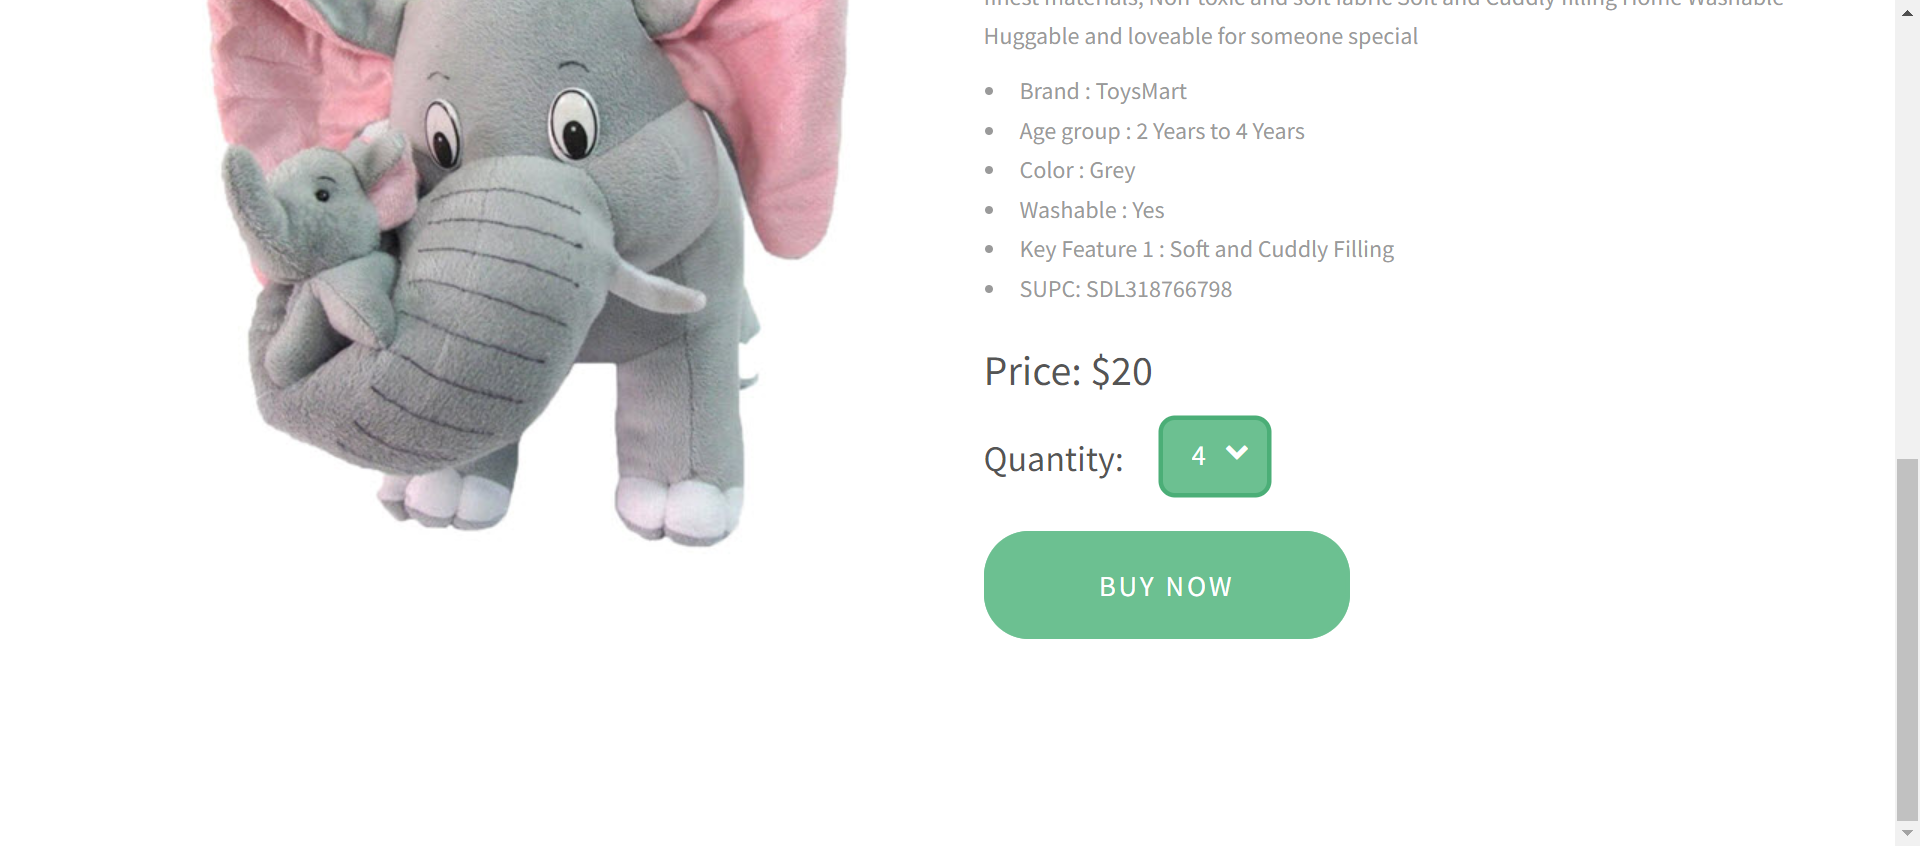 finest materials, Non-toxic and soft fabric Soft and Cuddly filling Home Washable
Huggable and loveable for someone special
Brand : ToysMart
Age group : 2 Years to 4 Years
Color : Grey
Washable : Yes
Key Feature 1 : Soft and Cuddly Filling
SUPC: SDL318766798
Price: $20
Quantity: 4
BUY NOW